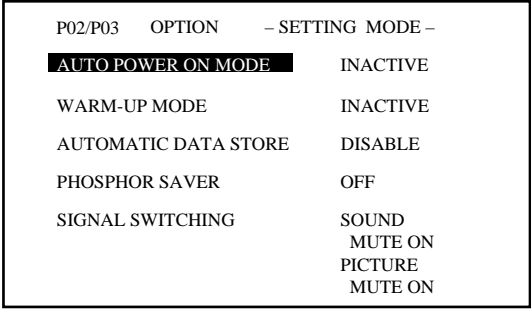 P02/P03 OPTION – SETTING MODE –
AUTO POWER ON MODE INACTIVE
WARM-UP MODE INACTIVE
AUTOMATIC DATA STORE DISABLE
PHOSPHOR SAVER OFF
SIGNAL SWITCHING SOUND
MUTE ON
PICTURE
MUTE ON